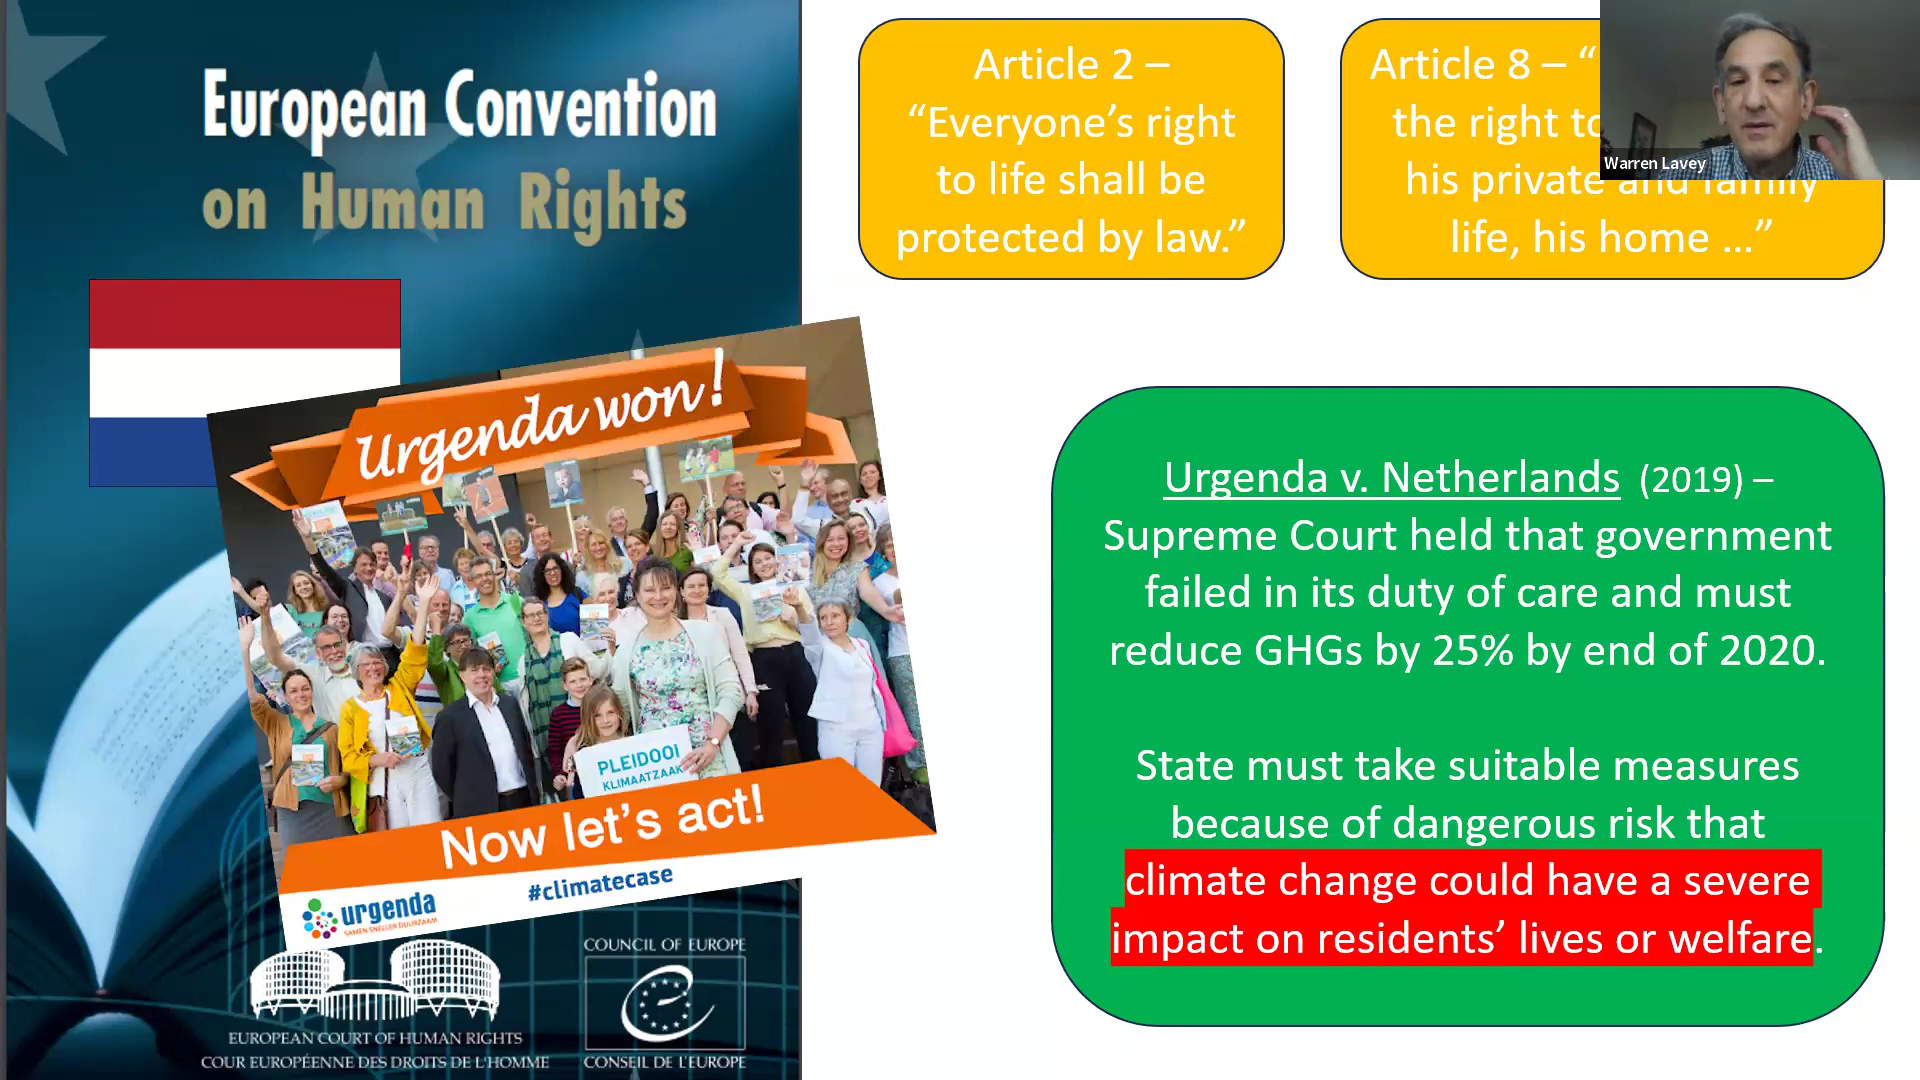 European Convention
on Human Rights
Article 2 –
“Everyone’s right
to life shall be
protected by law.”
Article 8 – “
the right to
his private and family
life, his home ...”
Warren Lavey
Urgenda won!
PLEIDOOI
KLIMAATZAAK
Now let’s act!
#climatecase
urgenda
SAMEN SNELLER DUURZAAM
Urgenda v. Netherlands (2019) –
Supreme Court held that government
failed in its duty of care and must
reduce GHGs by 25% by end of 2020.
State must take suitable measures
because of dangerous risk that
climate change could have a severe
impact on residents’ lives or welfare.
EUROPEAN COURT OF HUMAN RIGHTS
COUR EUROPÉENNE DES DROITS DE L’HOMME
COUNCIL OF EUROPE
CONSEIL DE L’EUROPE